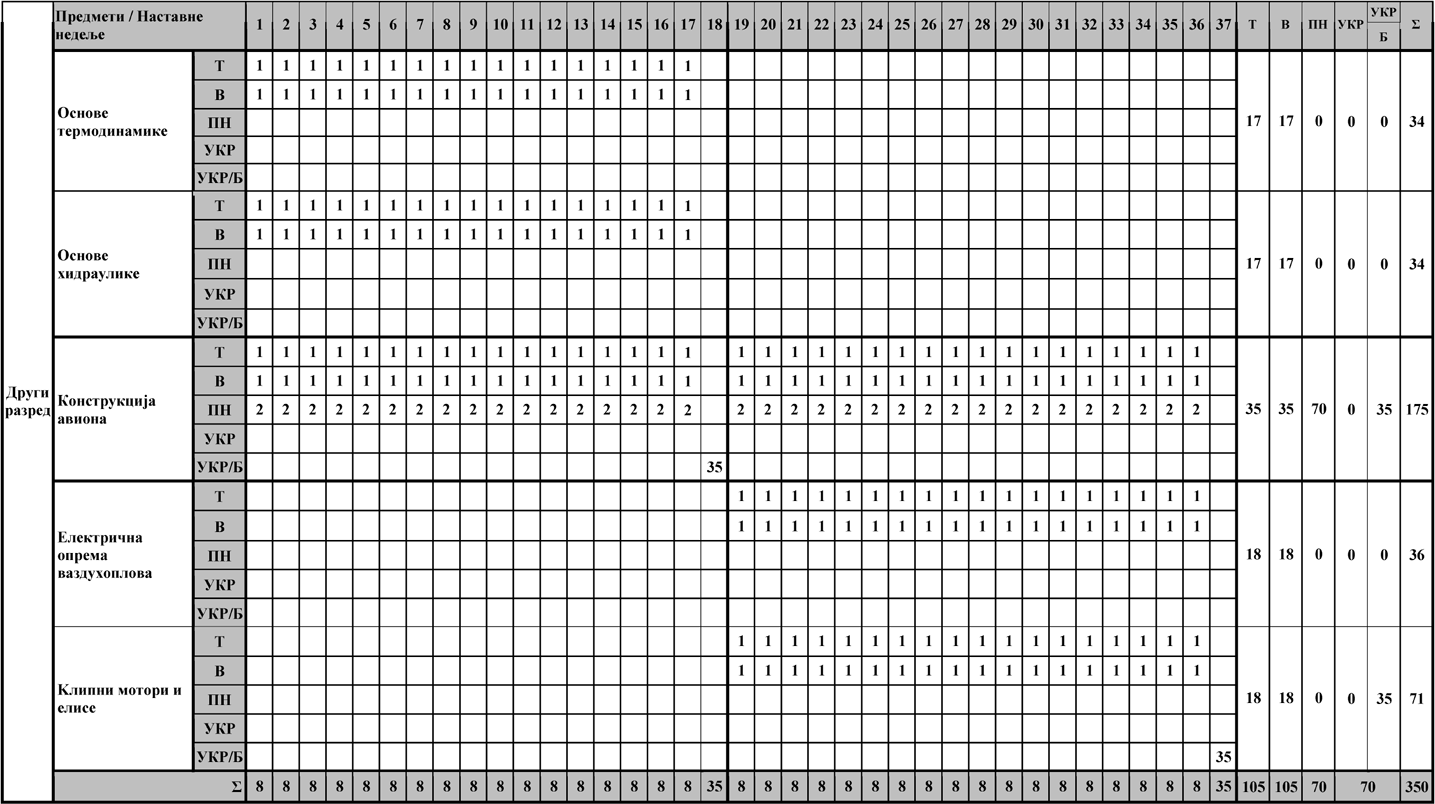 Предмети / Наставне недеље 1 2 3 4 5 6 7 8 9 10 11 12 13 14 15 16 17 18 19 20 21 22 23 24 25 26 27 28 29 30 31 32 33 34 35 36 37 Т В ПН УКР УКР Б Σ
Други разред
Основе термодинамике
Т 1 1 1 1 1 1 1 1 1 1 1 1 1 1 1 1 1
В 1 1 1 1 1 1 1 1 1 1 1 1 1 1 1 1 1
ПН
УКР
УКР/Б
17 17 0 0 0 34
Основе хидраулике
Т 1 1 1 1 1 1 1 1 1 1 1 1 1 1 1 1 1
В 1 1 1 1 1 1 1 1 1 1 1 1 1 1 1 1 1
ПН
УКР
УКР/Б
17 17 0 0 0 34
Конструкција авиона
Т 1 1 1 1 1 1 1 1 1 1 1 1 1 1 1 1 1 1 1 1 1 1 1 1 1 1 1 1 1 1 1 1 1 1 1
В 1 1 1 1 1 1 1 1 1 1 1 1 1 1 1 1 1 1 1 1 1 1 1 1 1 1 1 1 1 1 1 1 1 1 1
ПН 2 2 2 2 2 2 2 2 2 2 2 2 2 2 2 2 2 2 2 2 2 2 2 2 2 2 2 2 2 2 2 2 2 2 2
УКР
УКР/Б 35
35 35 70 0 35 175
Електрична опрема ваздухоплова
Т 1 1 1 1 1 1 1 1 1 1 1 1 1 1 1 1 1 1
В 1 1 1 1 1 1 1 1 1 1 1 1 1 1 1 1 1 1
ПН
УКР
УКР/Б
18 18 0 0 0 36
Клипни мотори и елисе
Т 1 1 1 1 1 1 1 1 1 1 1 1 1 1 1 1 1 1
В 1 1 1 1 1 1 1 1 1 1 1 1 1 1 1 1 1 1
ПН
УКР
УКР/Б 35
18 18 0 0 35 71
Σ 8 8 8 8 8 8 8 8 8 8 8 8 8 8 8 8 8 35 8 8 8 8 8 8 8 8 8 8 8 8 8 8 8 8 8 8 35 105 105 70 70 350